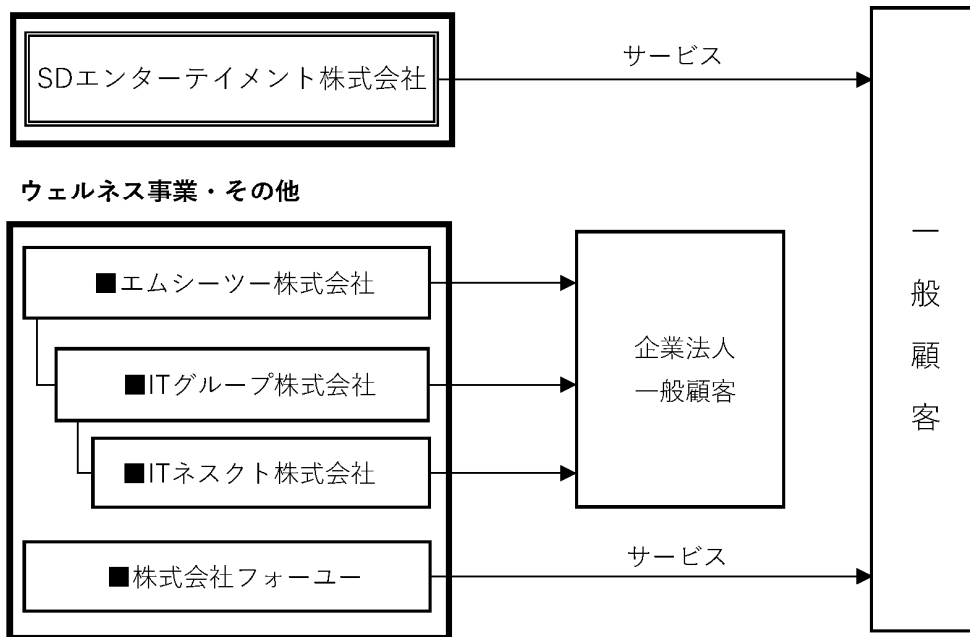 SDエンターテイメント株式会社
サービス
ウェルネス事業・その他
■エムシーツー株式会社
■ITグループ株式会社
■ITネスクト株式会社
■株式会社フォーユー
企業法人
一般顧客
サービス
一般顧客